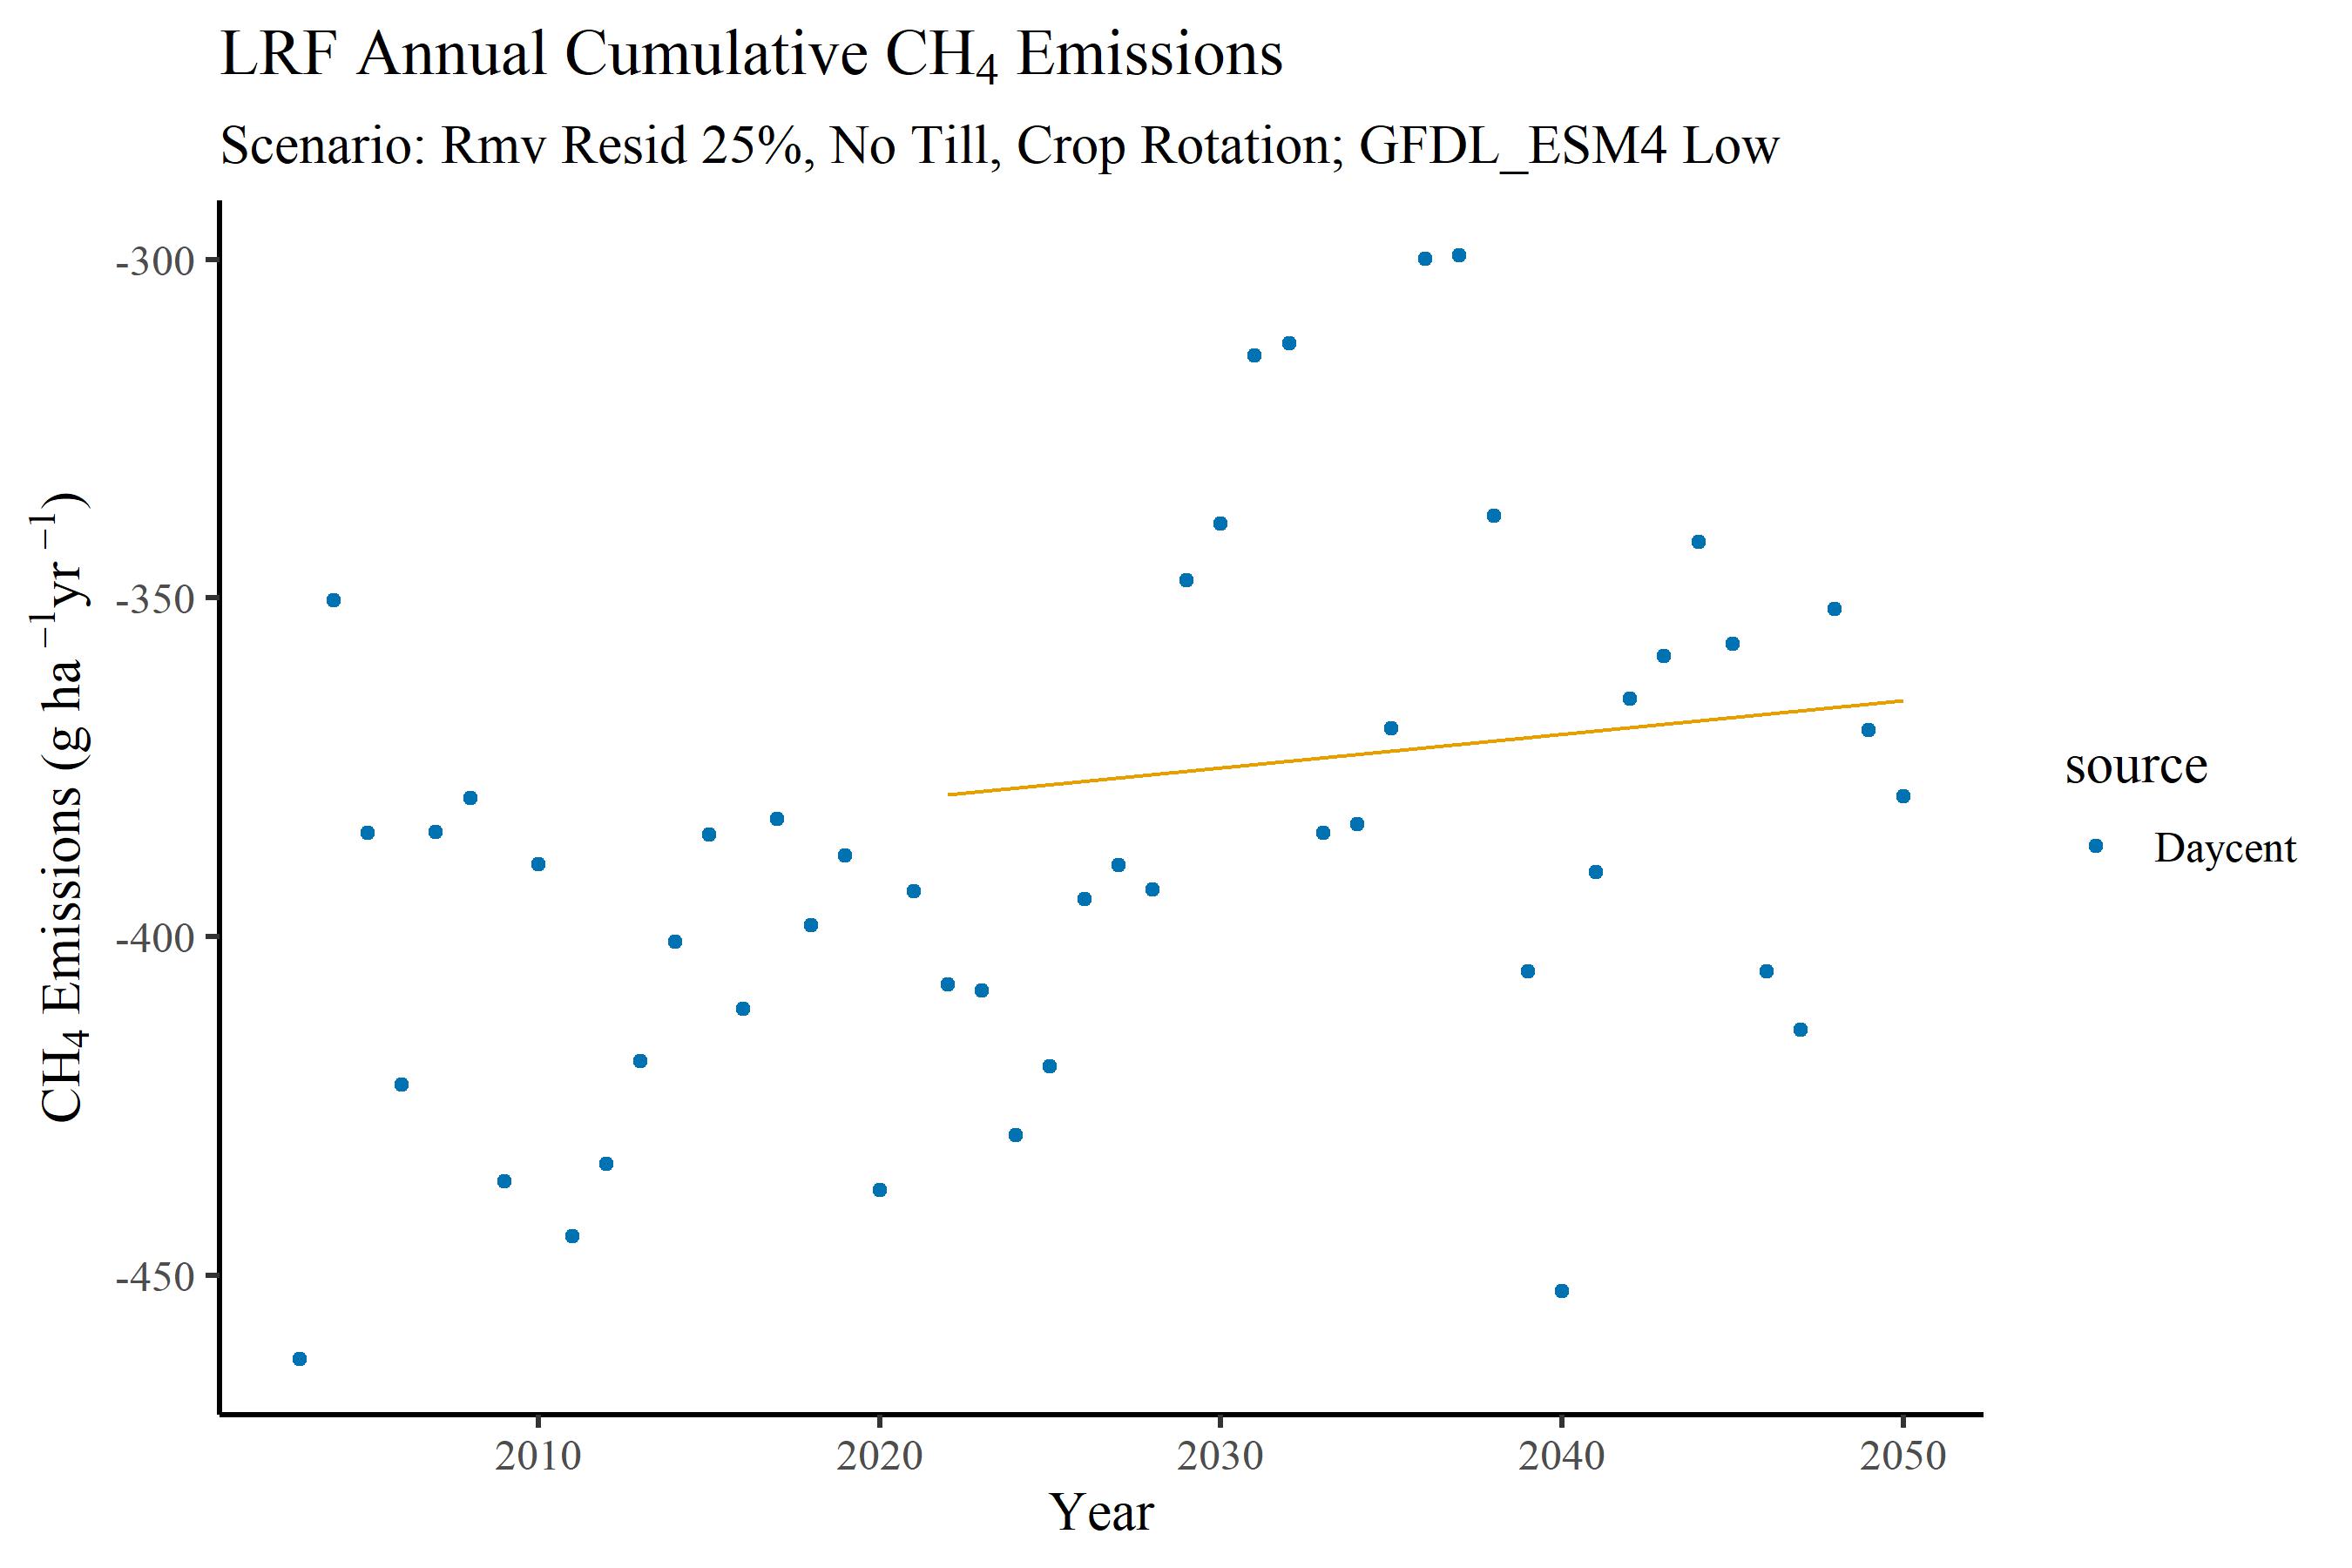 LRF Annual Cumulative CH₄ Emissions
Scenario: Rmv Resid 25%, No Till, Crop Rotation; GFDL_ESM4 Low
CH₄ Emissions (g ha ⁻¹yr ⁻¹)
-300
-350
-400
-450
2010 2020 2030 2040 2050
Year
source
Daycent